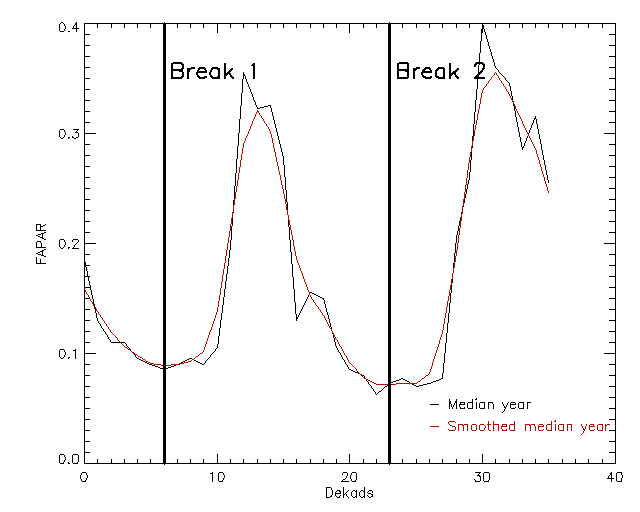 0.4
Break 1
Break 2
0.3
FAPAR
0.2
0.1
Median year
Smoothed median year
0.0
0
10
20
30
40
Dekads